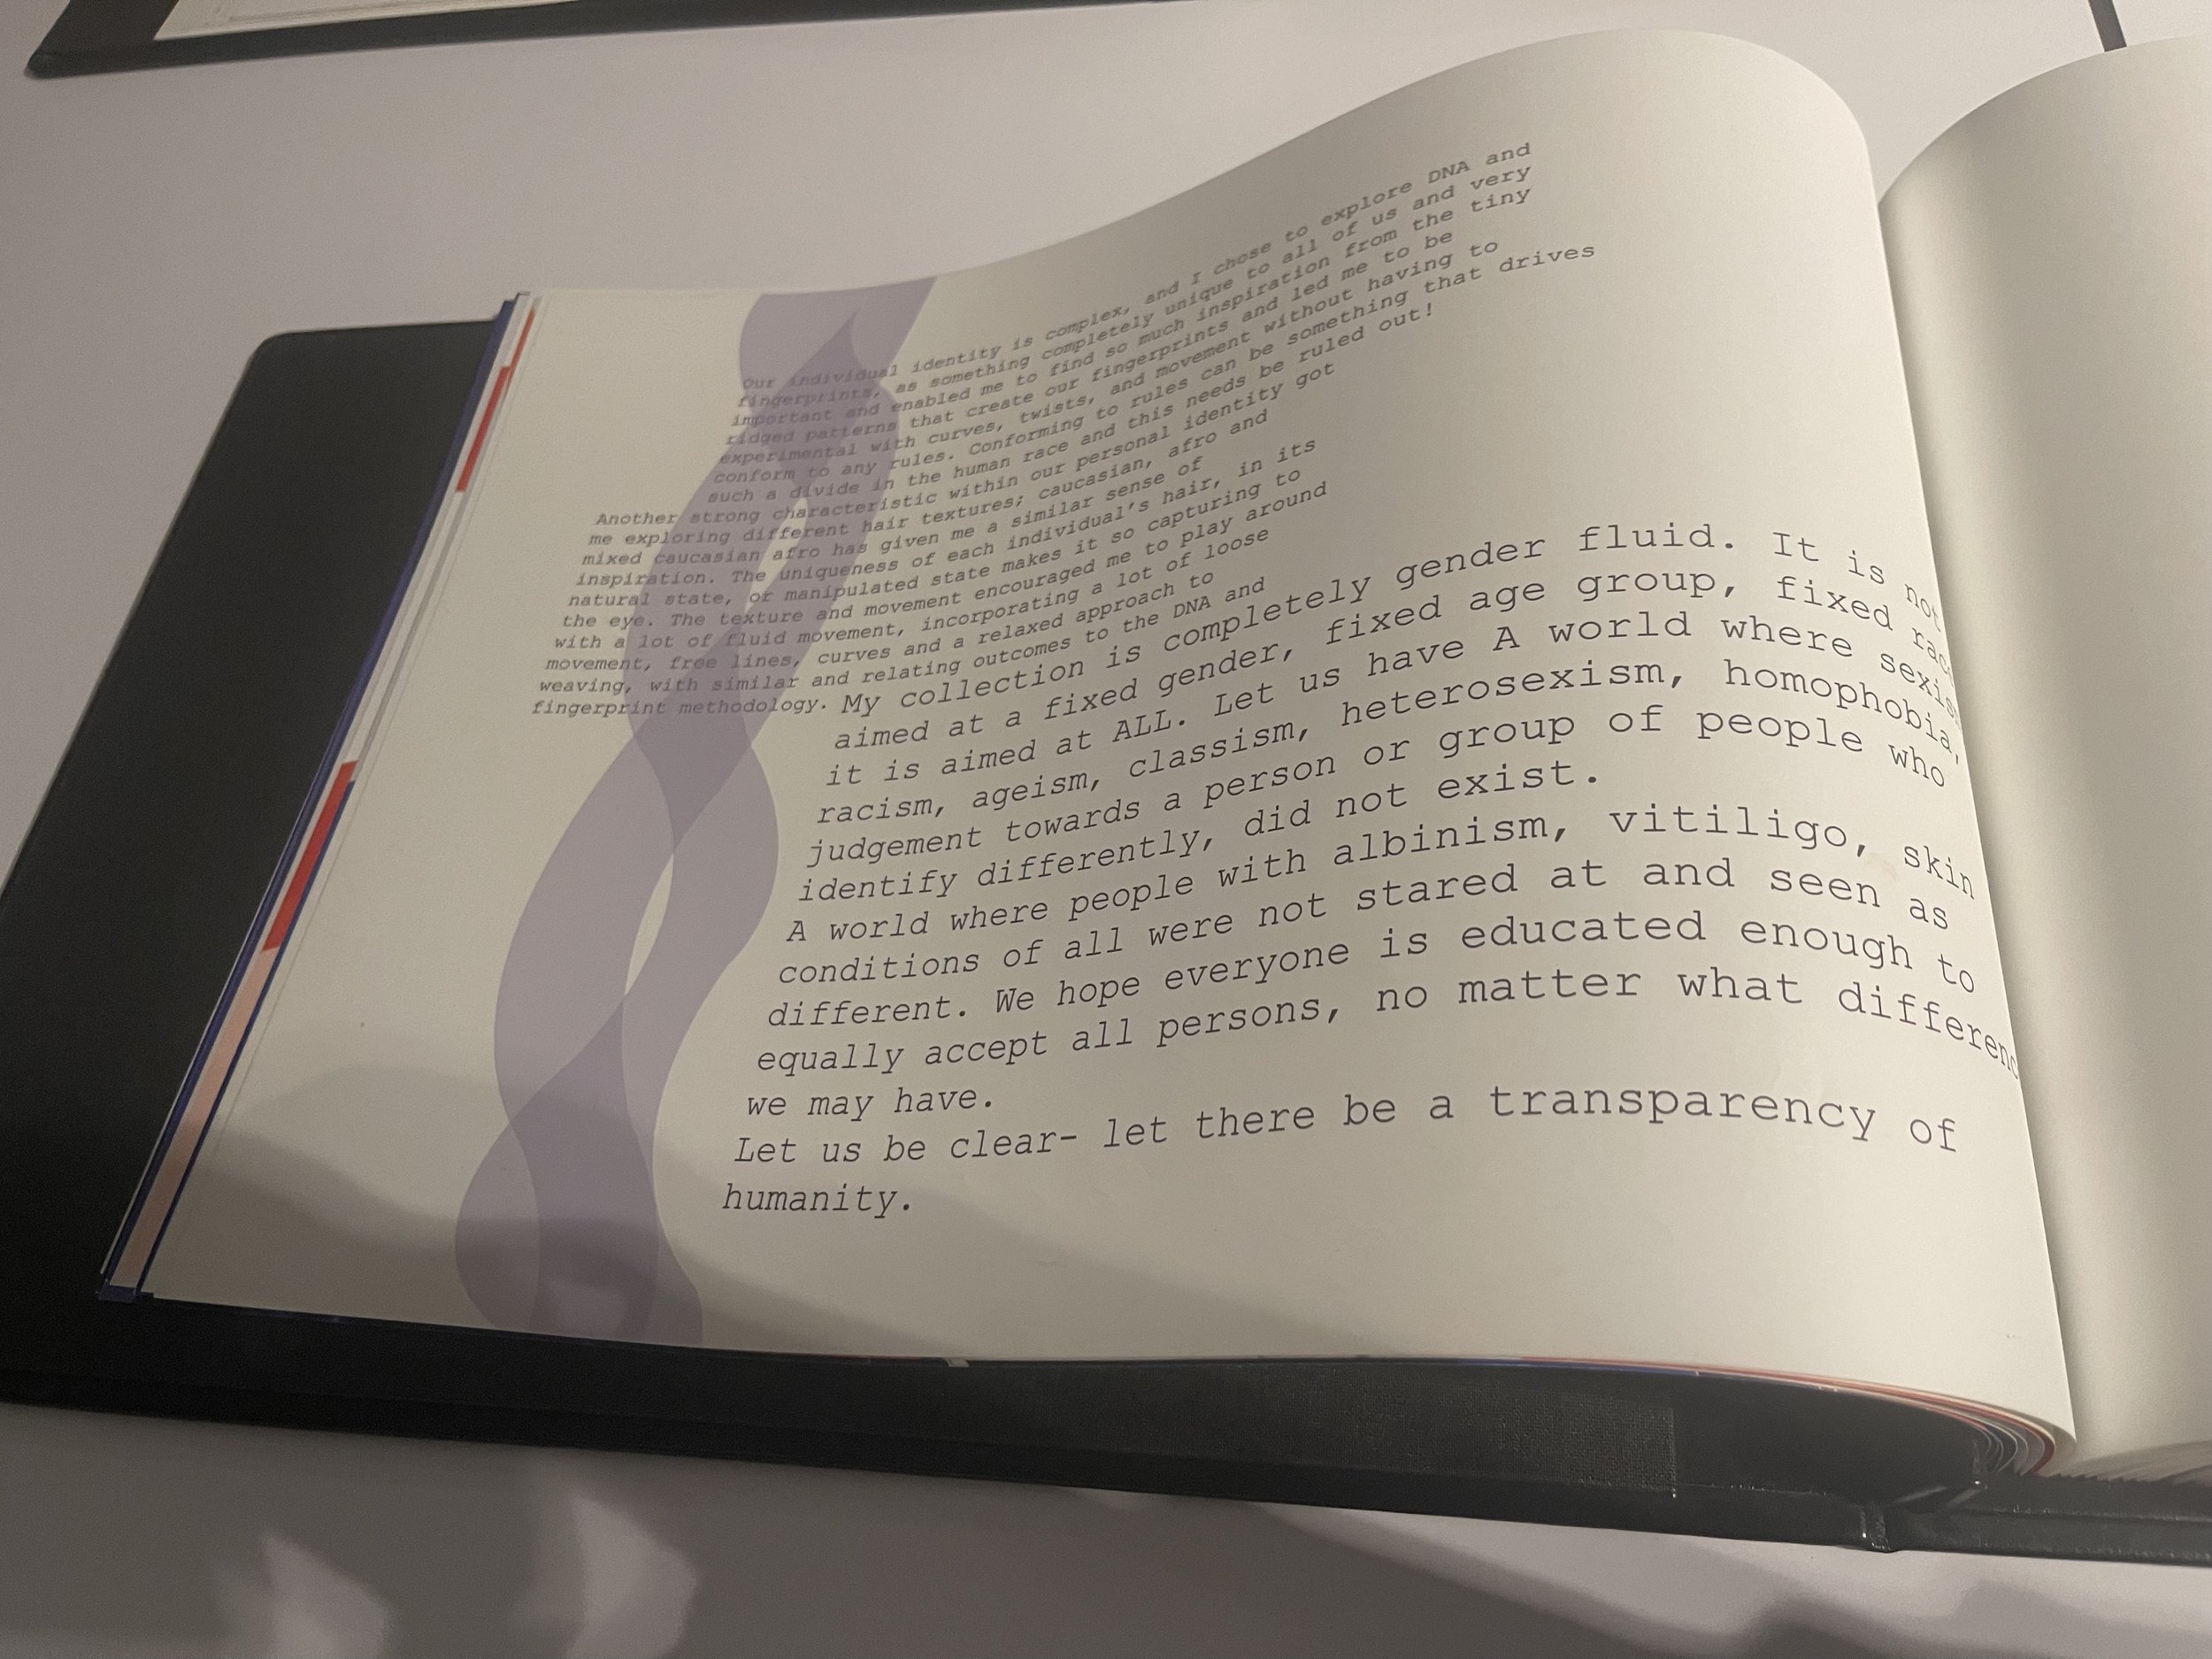 Our individual identity is complex, and I chose to explore DNA and
fingerprints, as something completely unique to all of us and very
important and enabled me to find so much inspiration from the tiny
ridged patterns that create our fingerprints and led me to be
experimental with curves, twists, and movement without having to
conform to any rules. Conforming to rules can be something that drives
such a divide in the human race and this needs be ruled out!
Another strong characteristic within our personal identity got
me exploring different hair textures; caucasian, afro and
mixed caucasian afro has given me a similar sense of
inspiration. The uniqueness of each individual's hair, in its
natural state, or manipulated state makes it so capturing to
the eye. The texture and movement encouraged me to play around
with a lot of fluid movement, incorporating a lot of loose
movement, free lines, curves and a relaxed approach to
weaving, with similar and relating outcomes to the DNA and
fingerprint methodology.
My collection is completely gender fluid. It is not
aimed at a fixed gender, fixed age group, fixed
it is aimed at ALL. Let us have A world where
racism, ageism, classism, heterosexism, homophobia,
judgement towards a person or group of people who
identify differently, did not exist.
A world where people with albinism, vitiligo, skin
conditions of all were not stared at and seen as
different. We hope everyone is educated enough to
equally accept all persons, no matter what
we may have.
Let us be clear- let there be a transparency of
humanity.